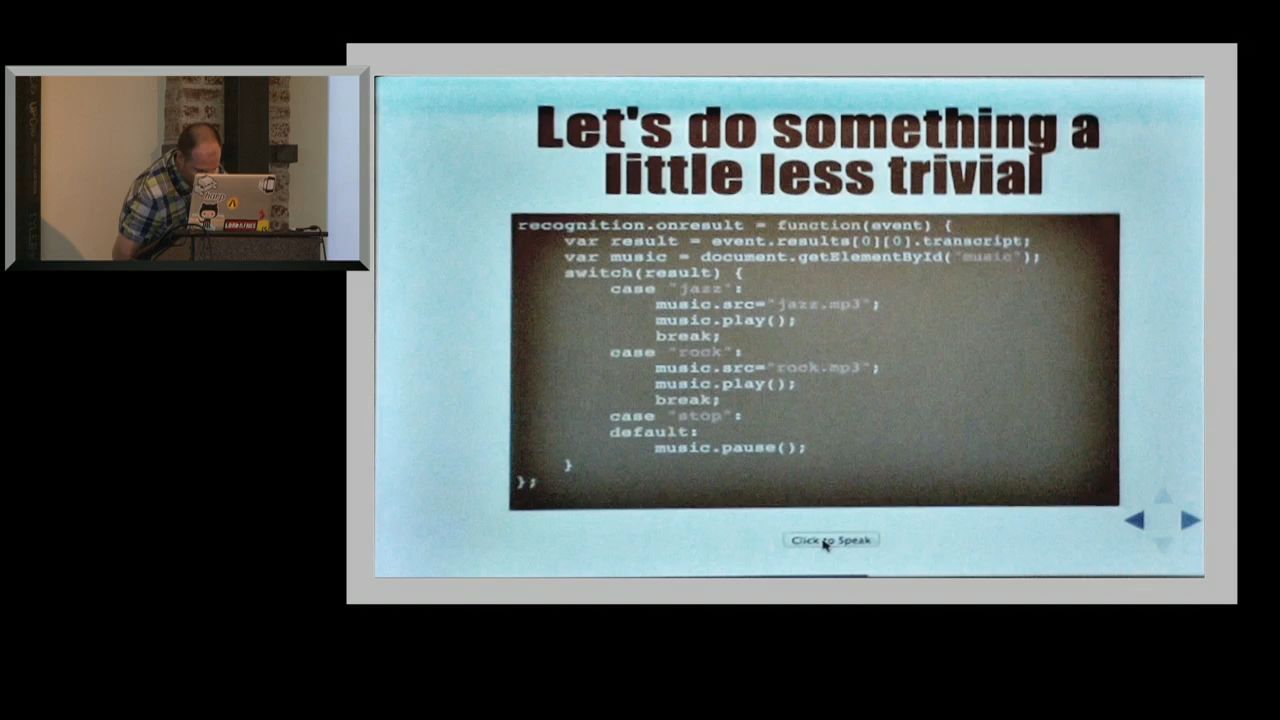 Let's do something a
little less trivial
recognition.onresult = function(event) {
    var result = event.results[0][0].transcript;
    var music = document.getElementById("music");
    switch(result) {
        case "jazz":
            music.src="jazz.mp3";
            music.play();
            break;
        case "rock":
            music.src="rock.mp3";
            music.play();
            break;
        case "stop":
        default:
            music.pause();
    }
};
Click to Speak
harp